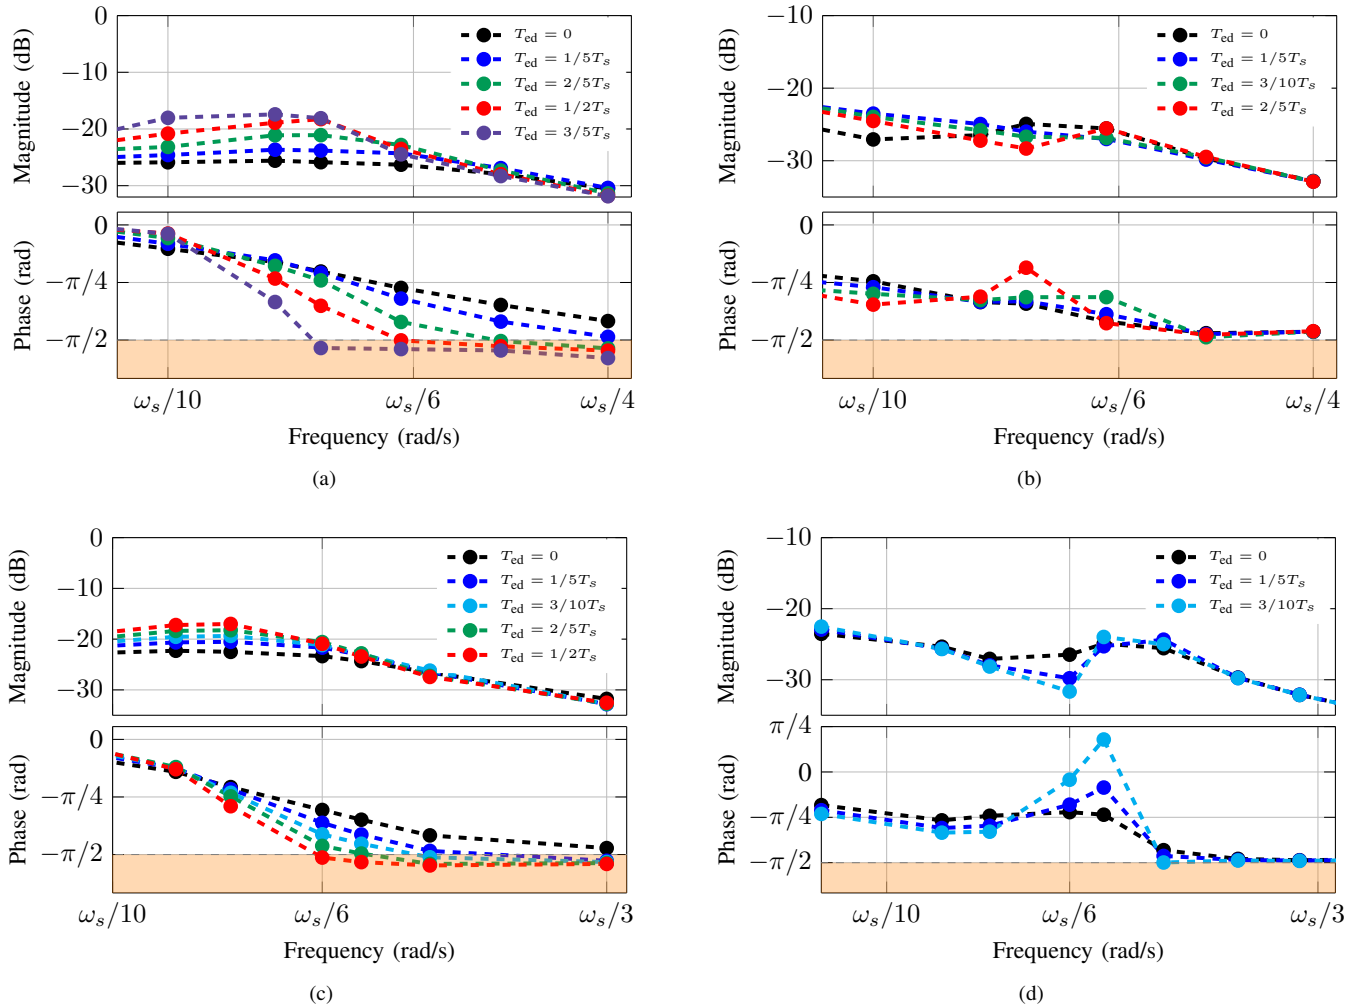 0
−10
−20
−30
Magnitude (dB)
T_ed = 0
T_ed = 1/5T_s
T_ed = 2/5T_s
T_ed = 1/2T_s
T_ed = 3/5T_s
0
−π/4
−π/2
Phase (rad)
ω_s/10 ω_s/6 ω_s/4
Frequency (rad/s)
(a)
−10
−20
−30
Magnitude (dB)
T_ed = 0
T_ed = 1/5T_s
T_ed = 3/10T_s
T_ed = 2/5T_s
0
−π/4
−π/2
Phase (rad)
ω_s/10 ω_s/6 ω_s/4
Frequency (rad/s)
(b)
0
−10
−20
−30
Magnitude (dB)
T_ed = 0
T_ed = 1/5T_s
T_ed = 3/10T_s
T_ed = 2/5T_s
T_ed = 1/2T_s
0
−π/4
−π/2
Phase (rad)
ω_s/10 ω_s/6 ω_s/3
Frequency (rad/s)
(c)
−10
−20
−30
Magnitude (dB)
T_ed = 0
T_ed = 1/5T_s
T_ed = 3/10T_s
π/4
0
−π/4
−π/2
Phase (rad)
ω_s/10 ω_s/6 ω_s/3
Frequency (rad/s)
(d)